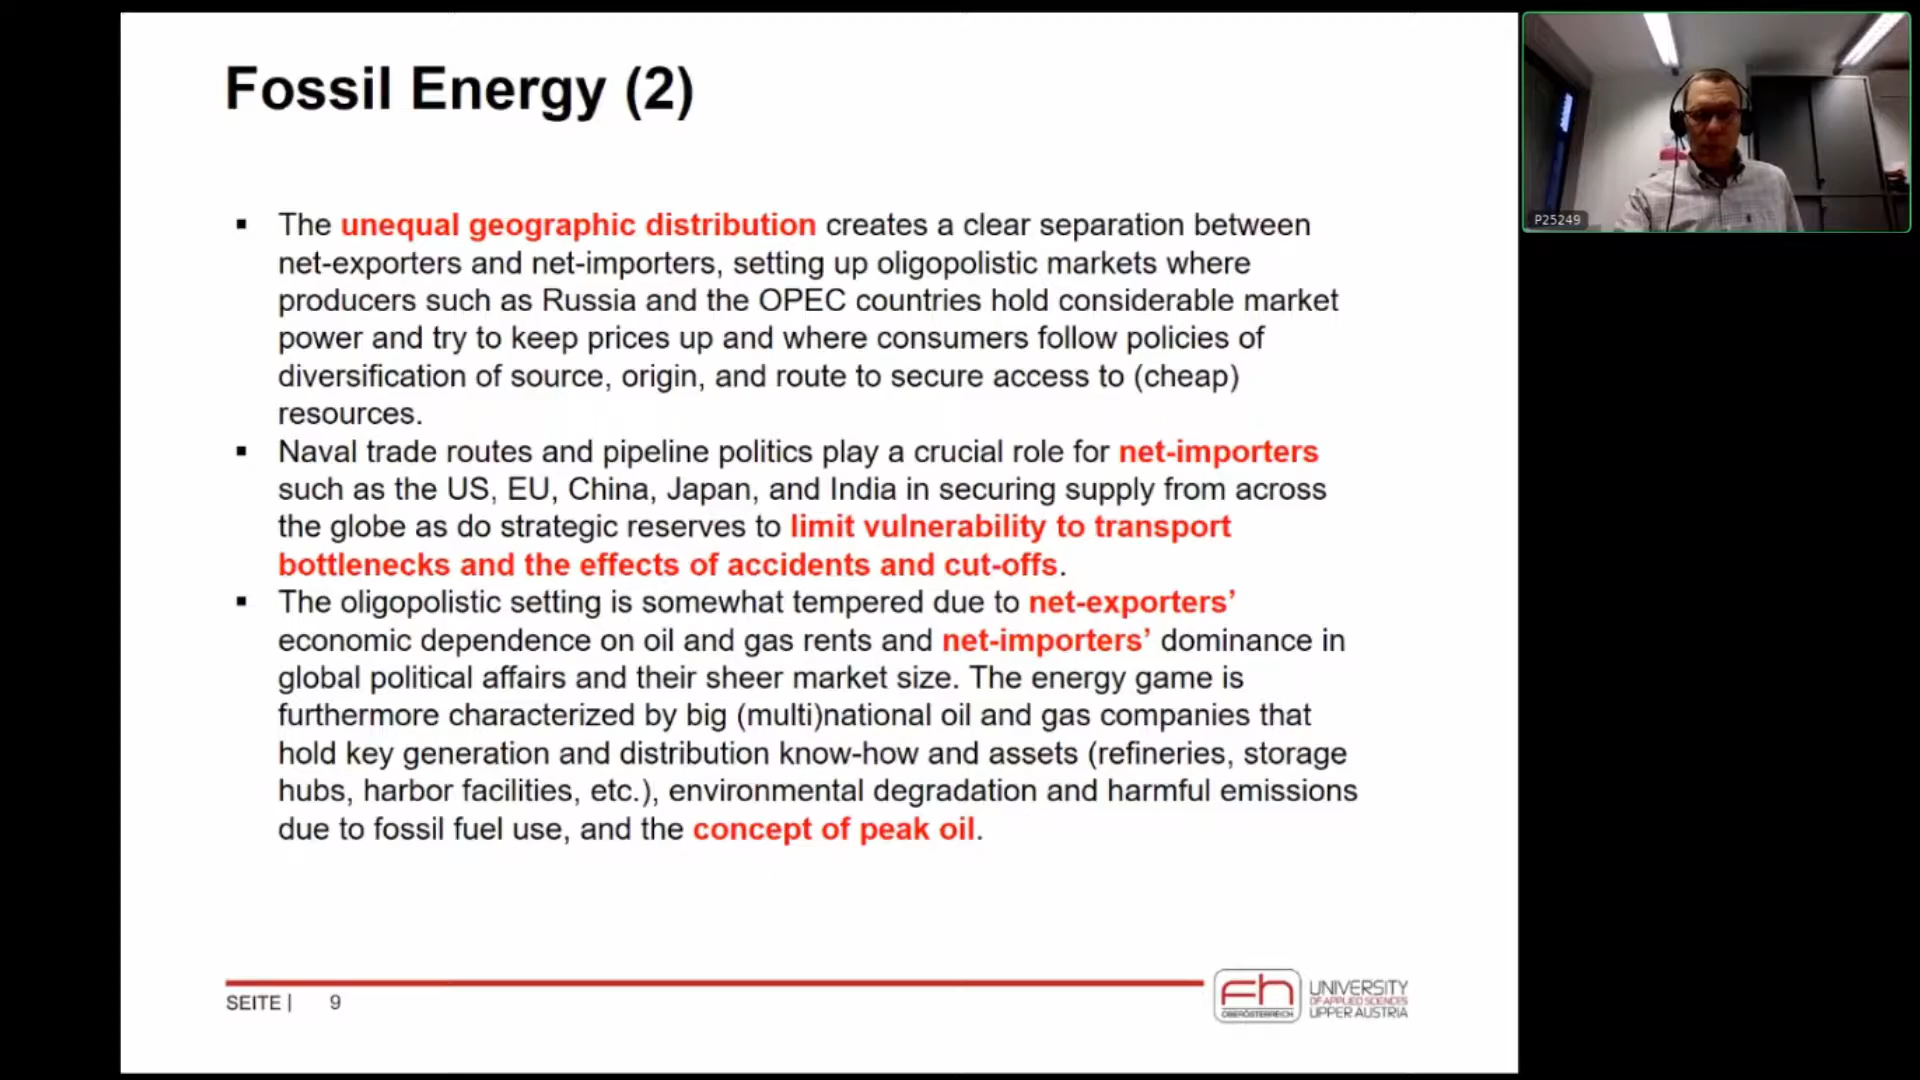 Fossil Energy (2)
▪ The unequal geographic distribution creates a clear separation between
net-exporters and net-importers, setting up oligopolistic markets where
producers such as Russia and the OPEC countries hold considerable market
power and try to keep prices up and where consumers follow policies of
diversification of source, origin, and route to secure access to (cheap)
resources.
▪ Naval trade routes and pipeline politics play a crucial role for net-importers
such as the US, EU, China, Japan, and India in securing supply from across
the globe as do strategic reserves to limit vulnerability to transport
bottlenecks and the effects of accidents and cut-offs.
▪ The oligopolistic setting is somewhat tempered due to net-exporters’
economic dependence on oil and gas rents and net-importers’ dominance in
global political affairs and their sheer market size. The energy game is
furthermore characterized by big (multi)national oil and gas companies that
hold key generation and distribution know-how and assets (refineries, storage
hubs, harbor facilities, etc.), environmental degradation and harmful emissions
due to fossil fuel use, and the concept of peak oil.
SEITE | 9
fh
OBERÖSTERREICH
UNIVERSITY
OF APPLIED SCIENCES
UPPER AUSTRIA
P25249